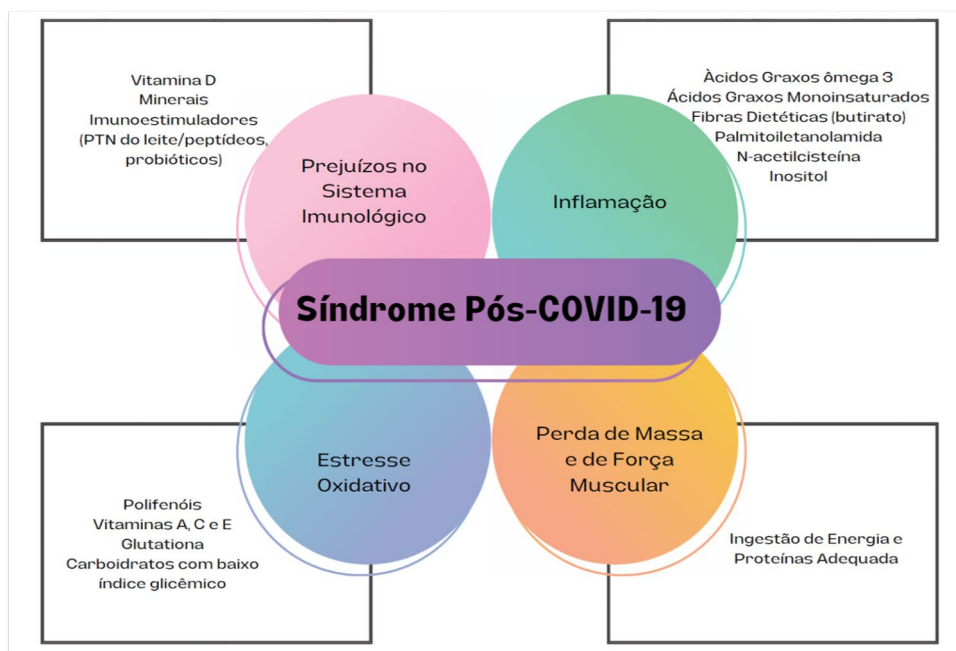 Vitamina D
Minerais
Imunoestimuladores
(PTN do leite/peptídeos,
probióticos)
Prejuízos no
Sistema
Imunológico
Inflamação
Àcidos Graxos ômega 3
Ácidos Graxos Monoinsaturados
Fibras Dietéticas (butirato)
Palmitoiletanolamida
N-acetilcisteína
Inositol
Síndrome Pós-COVID-19
Polifenóis
Vitaminas A, C e E
Glutationa
Carboidratos com baixo
índice glicêmico
Estresse
Oxidativo
Perda de Massa
e de Força
Muscular
Ingestão de Energia e
Proteínas Adequada